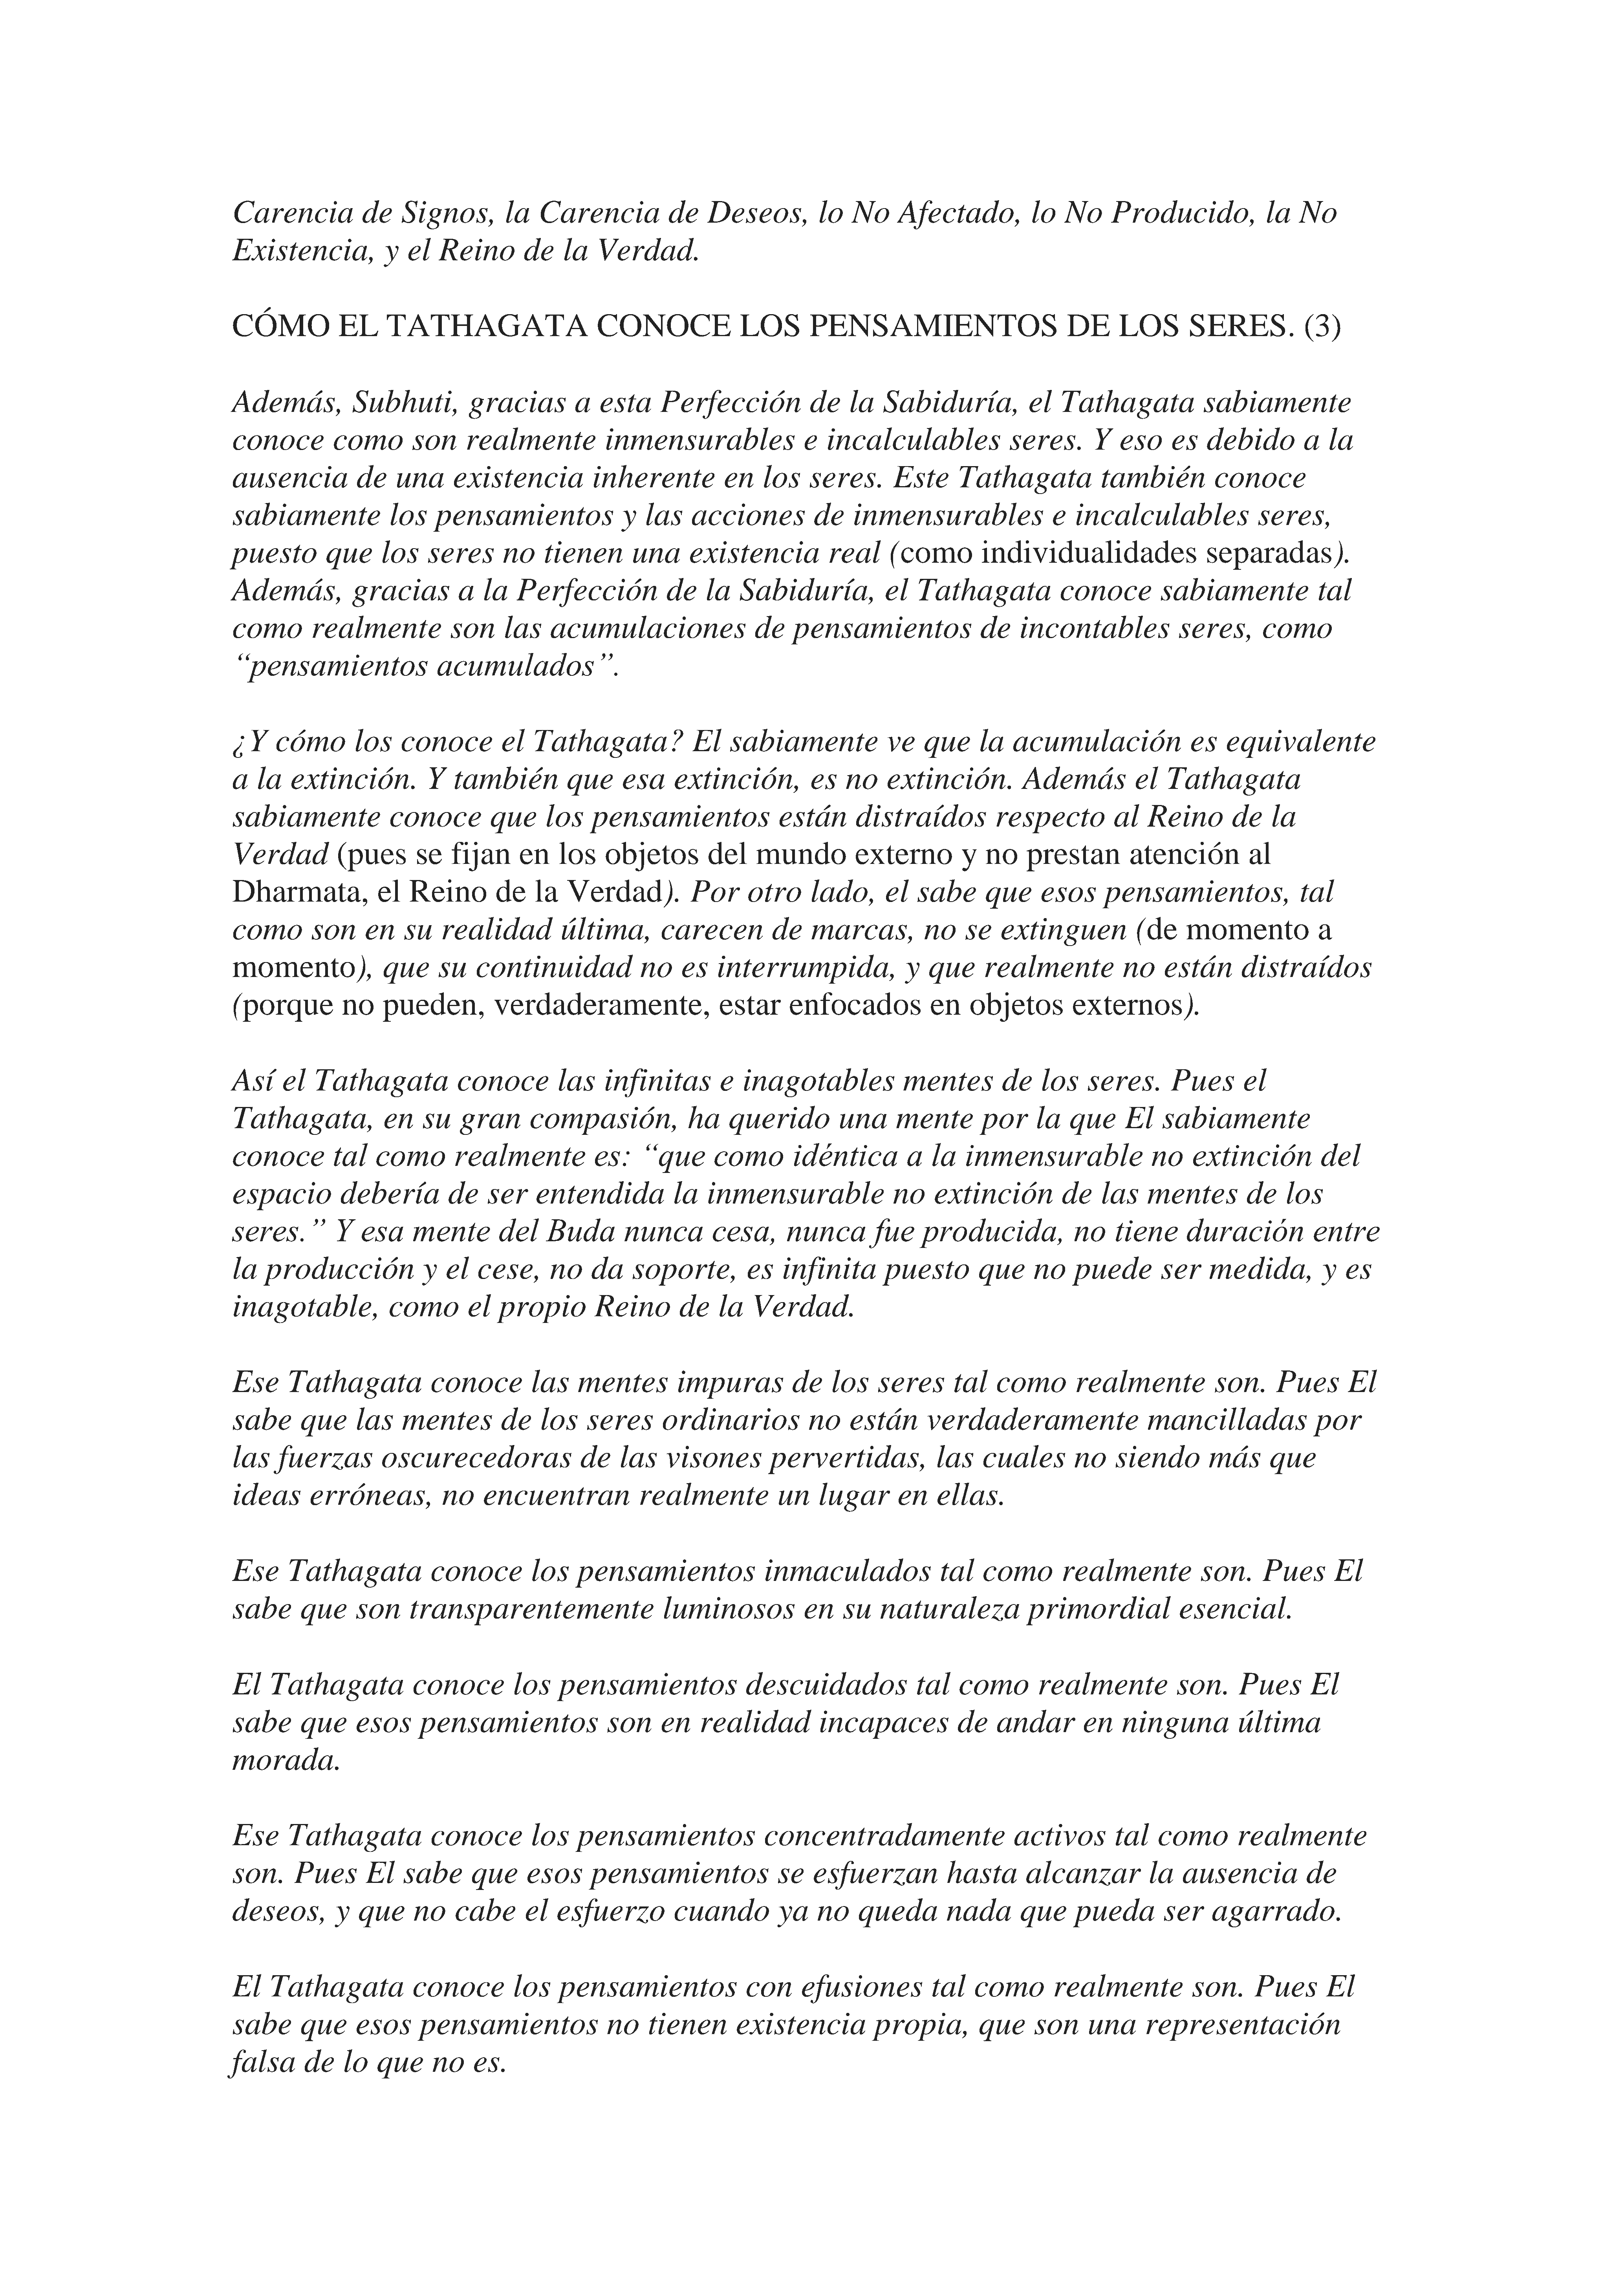 Carencia de Signos, la Carencia de Deseos, lo No Afectado, lo No Producido, la No
Existencia, y el Reino de la Verdad.
CÓMO EL TATHAGATA CONOCE LOS PENSAMIENTOS DE LOS SERES. (3)
Además, Subhuti, gracias a esta Perfección de la Sabiduría, el Tathagata sabiamente
conoce como son realmente inmensurables e incalculables seres. Y eso es debido a la
ausencia de una existencia inherente en los seres. Este Tathagata también conoce
sabiamente los pensamientos y las acciones de inmensurables e incalculables seres,
puesto que los seres no tienen una existencia real (como individualidades separadas).
Además, gracias a la Perfección de la Sabiduría, el Tathagata conoce sabiamente tal
como realmente son las acumulaciones de pensamientos de incontables seres, como
“pensamientos acumulados”.
¿Y cómo los conoce el Tathagata? El sabiamente ve que la acumulación es equivalente
a la extinción. Y también que esa extinción, es no extinción. Además el Tathagata
sabiamente conoce que los pensamientos están distraídos respecto al Reino de la
Verdad (pues se fijan en los objetos del mundo externo y no prestan atención al
Dharmata, el Reino de la Verdad). Por otro lado, el sabe que esos pensamientos, tal
como son en su realidad última, carecen de marcas, no se extinguen (de momento a
momento), que su continuidad no es interrumpida, y que realmente no están distraídos
(porque no pueden, verdaderamente, estar enfocados en objetos externos).
Así el Tathagata conoce las infinitas e inagotables mentes de los seres. Pues el
Tathagata, en su gran compasión, ha querido una mente por la que El sabiamente
conoce tal como realmente es: “que como idéntica a la inmensurable no extinción del
espacio debería de ser entendida la inmensurable no extinción de las mentes de los
seres.” Y esa mente del Buda nunca cesa, nunca fue producida, no tiene duración entre
la producción y el cese, no da soporte, es infinita puesto que no puede ser medida, y es
inagotable, como el propio Reino de la Verdad.
Ese Tathagata conoce las mentes impuras de los seres tal como realmente son. Pues El
sabe que las mentes de los seres ordinarios no están verdaderamente mancilladas por
las fuerzas oscurecedoras de las visones pervertidas, las cuales no siendo más que
ideas erróneas, no encuentran realmente un lugar en ellas.
Ese Tathagata conoce los pensamientos inmaculados tal como realmente son. Pues El
sabe que son transparentemente luminosos en su naturaleza primordial esencial.
El Tathagata conoce los pensamientos descuidados tal como realmente son. Pues El
sabe que esos pensamientos son en realidad incapaces de andar en ninguna última
morada.
Ese Tathagata conoce los pensamientos concentradamente activos tal como realmente
son. Pues El sabe que esos pensamientos se esfuerzan hasta alcanzar la ausencia de
deseos, y que no cabe el esfuerzo cuando ya no queda nada que pueda ser agarrado.
El Tathagata conoce los pensamientos con efusiones tal como realmente son. Pues El
sabe que esos pensamientos no tienen existencia propia, que son una representación
falsa de lo que no es.